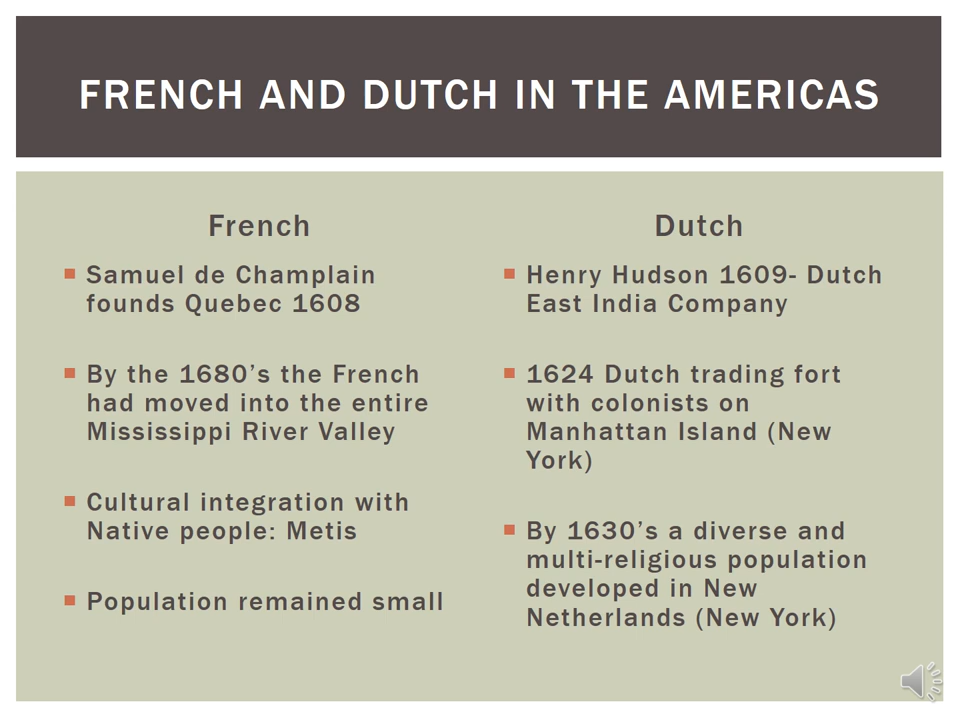 FRENCH AND DUTCH IN THE AMERICAS
French
Samuel de Champlain
founds Quebec 1608
By the 1680’s the French
had moved into the entire
Mississippi River Valley
Cultural integration with
Native people: Metis
Population remained small
Dutch
Henry Hudson 1609- Dutch
East India Company
1624 Dutch trading fort
with colonists on
Manhattan Island (New
York)
By 1630’s a diverse and
multi-religious population
developed in New
Netherlands (New York)